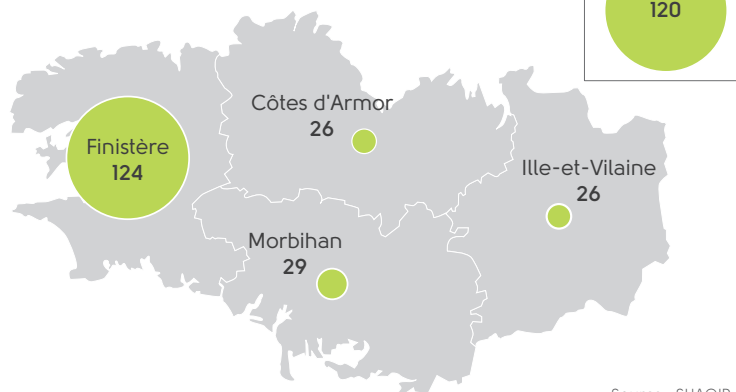 120
Côtes d'Armor
26
Finistère
124
Ille-et-Vilaine
26
Morbihan
29